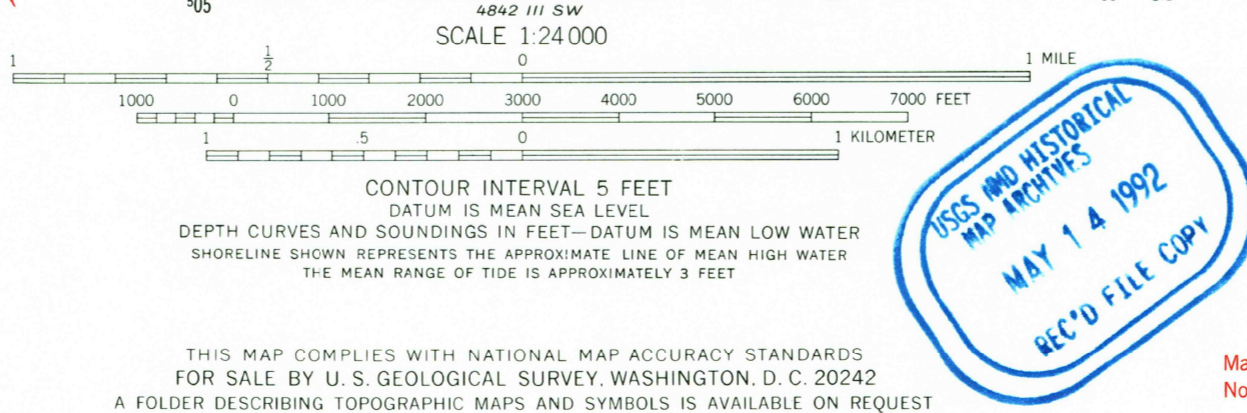 ⁵05
4842 III SW
SCALE 1:24 000
1 ½ 0 1 MILE
1000 0 1000 2000 3000 4000 5000 6000 7000 FEET
1 .5 0 1 KILOMETER
CONTOUR INTERVAL 5 FEET
DATUM IS MEAN SEA LEVEL
DEPTH CURVES AND SOUNDINGS IN FEET—DATUM IS MEAN LOW WATER
SHORELINE SHOWN REPRESENTS THE APPROXIMATE LINE OF MEAN HIGH WATER
THE MEAN RANGE OF TIDE IS APPROXIMATELY 3 FEET
USGS NMD HISTORICAL
MAP ARCHIVES
MAY 14 1992
REC'D FILE COPY
THIS MAP COMPLIES WITH NATIONAL MAP ACCURACY STANDARDS
FOR SALE BY U. S. GEOLOGICAL SURVEY, WASHINGTON, D. C. 20242
A FOLDER DESCRIBING TOPOGRAPHIC MAPS AND SYMBOLS IS AVAILABLE ON REQUEST
Ma
No